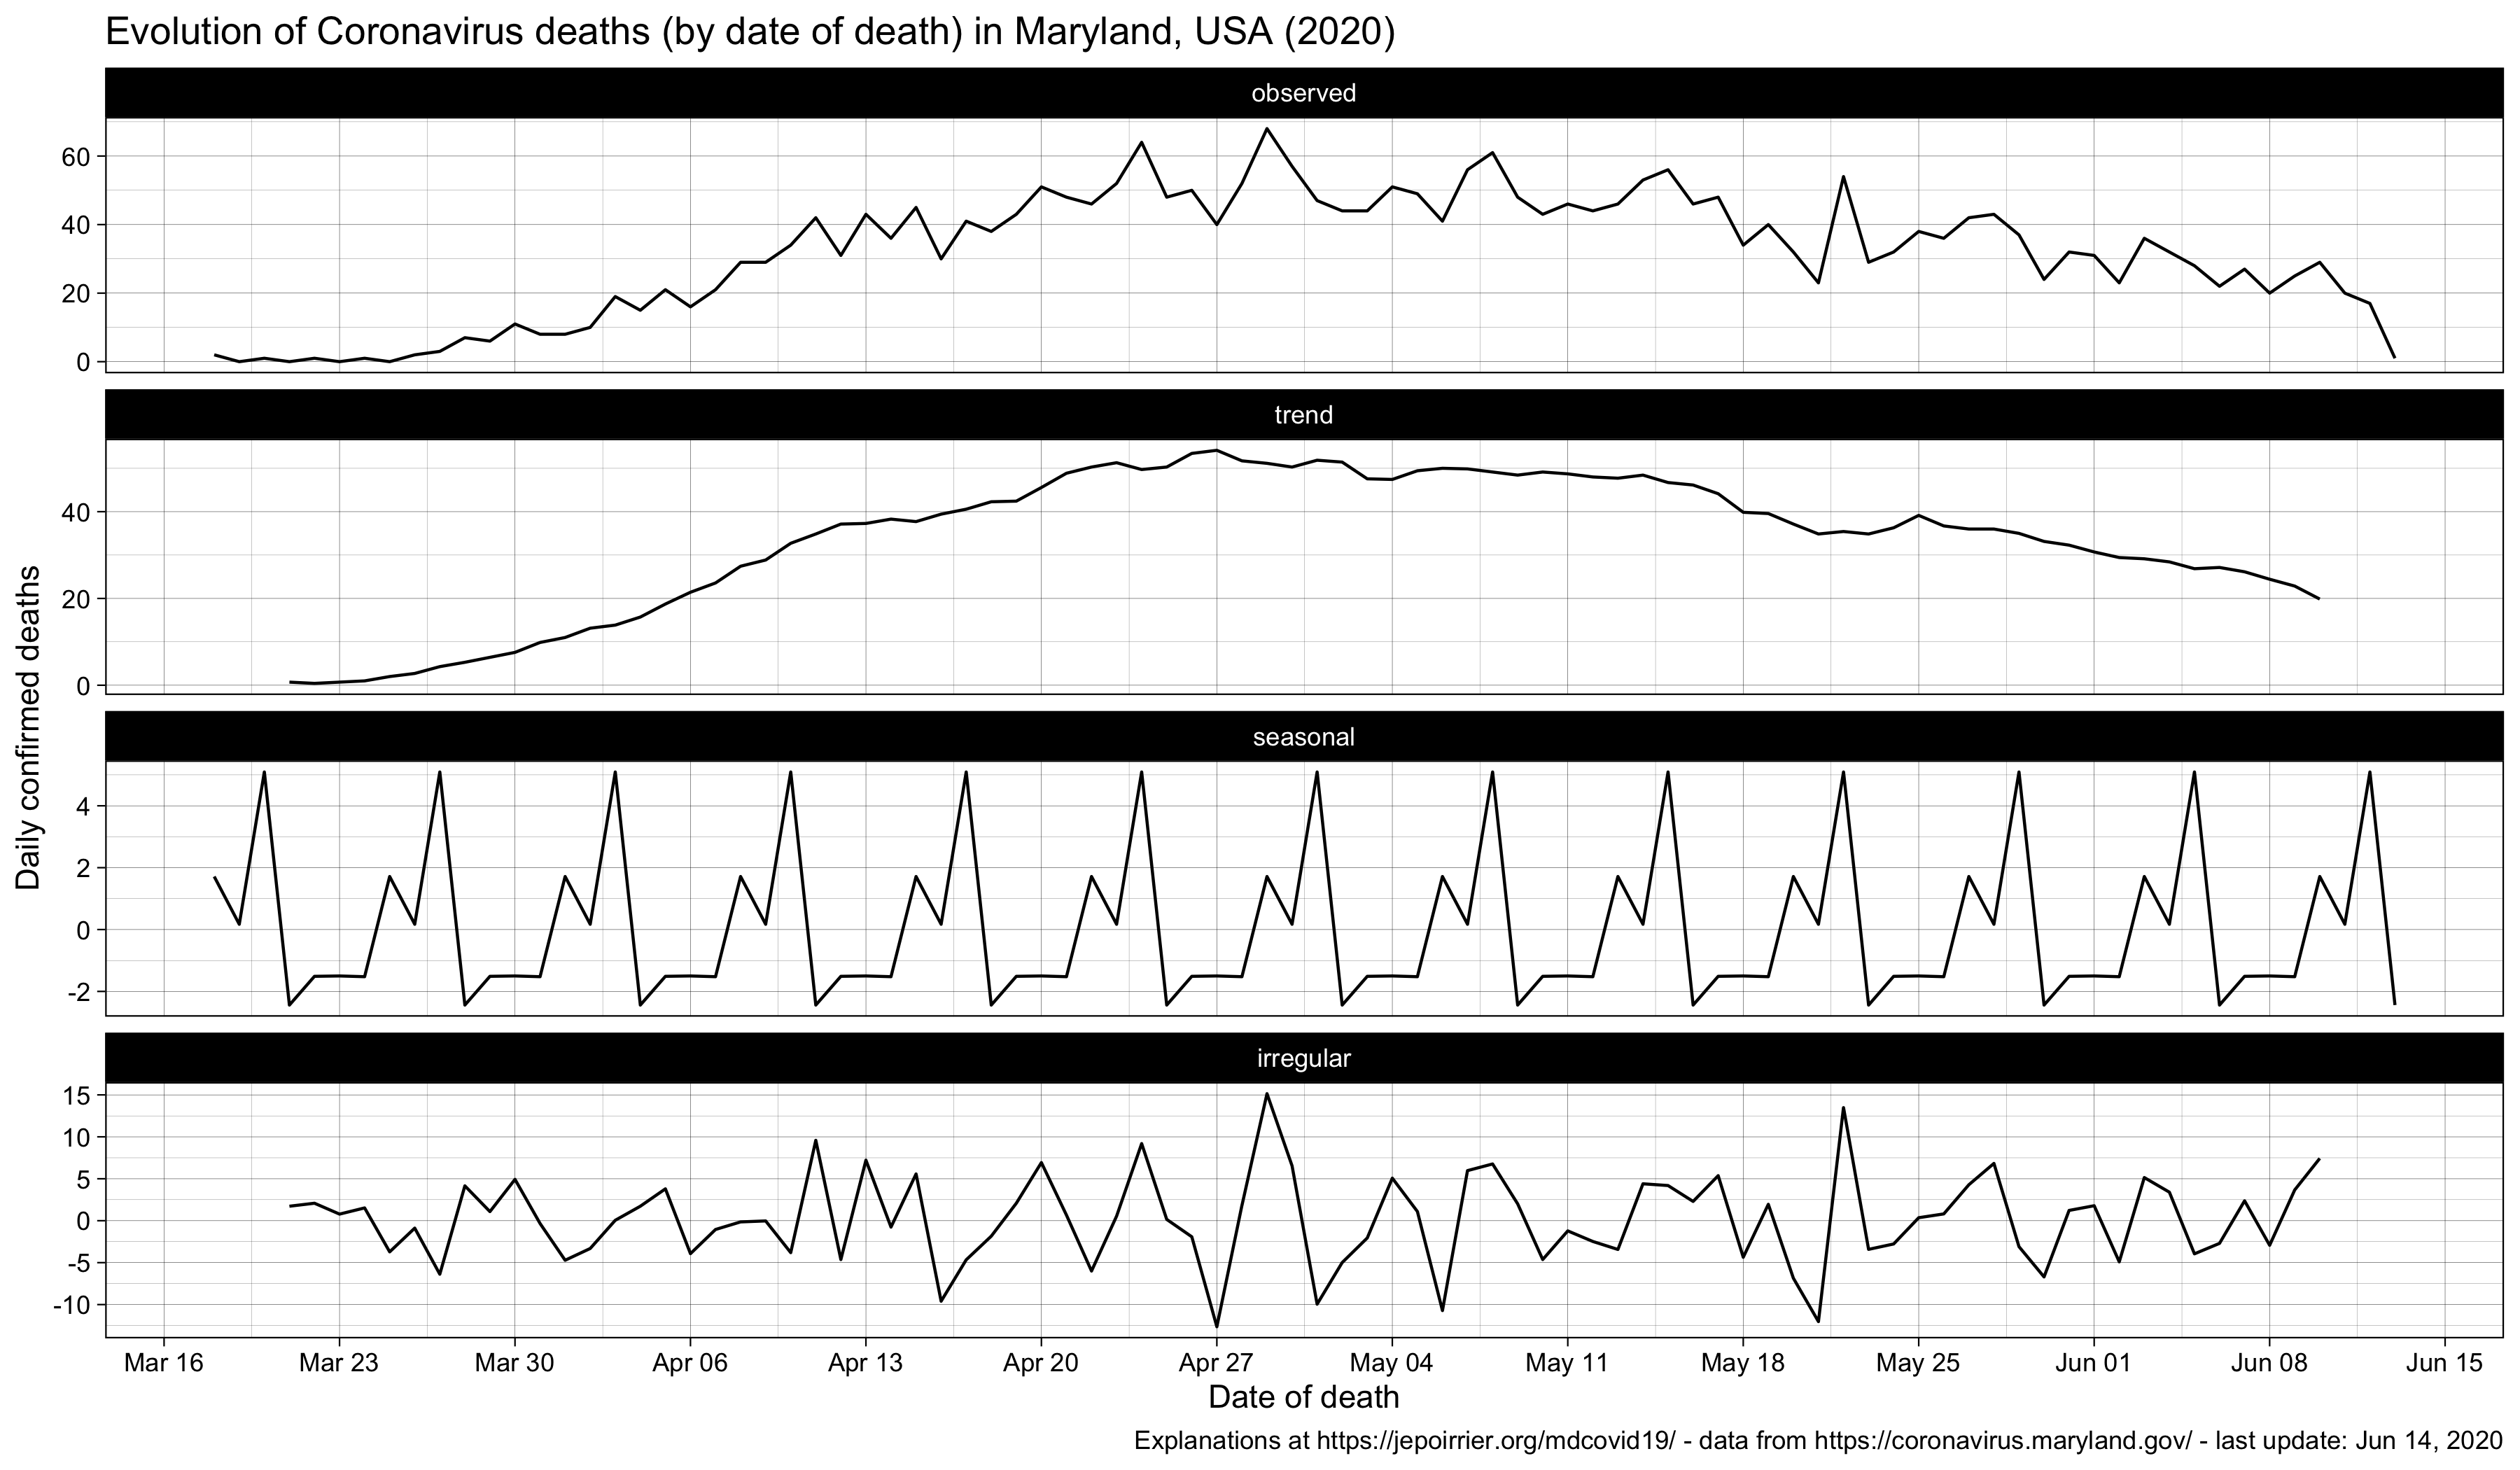 Evolution of Coronavirus deaths (by date of death) in Maryland, USA (2020)
observed
60
40
20
0
trend
40
20
0
Daily confirmed deaths
seasonal
4
2
0
-2
irregular
15
10
5
0
-5
-10
Mar 16 Mar 23 Mar 30 Apr 06 Apr 13 Apr 20 Apr 27 May 04 May 11 May 18 May 25 Jun 01 Jun 08 Jun 15
Date of death
Explanations at https://jepoirrier.org/mdcovid19/ - data from https://coronavirus.maryland.gov/ - last update: Jun 14, 2020